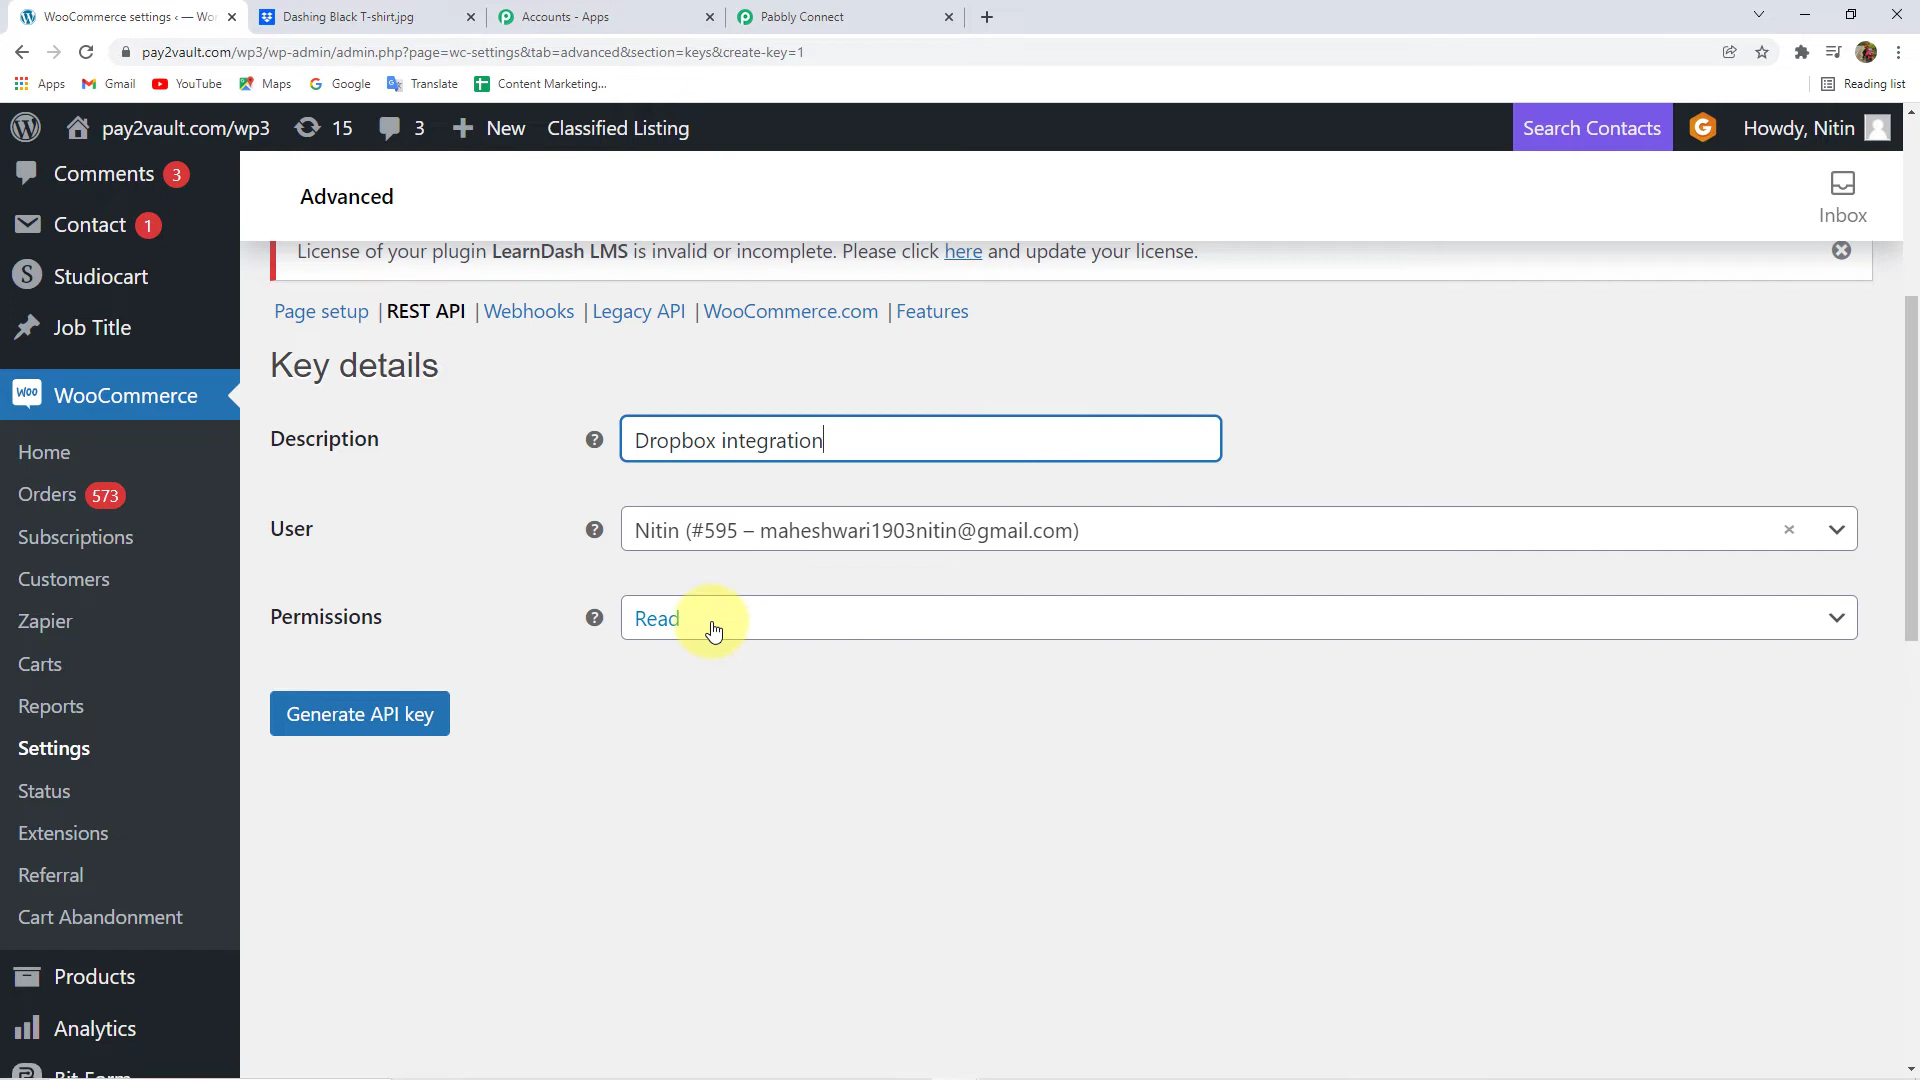 WooCommerce settings ‹ — Wor
Dashing Black T-shirt.jpg
Accounts - Apps
Pabbly Connect
pay2vault.com/wp3/wp-admin/admin.php?page=wc-settings&tab=advanced&section=keys&create-key=1
Apps
Gmail
YouTube
Maps
Google
Translate
Content Marketing...
Reading list
pay2vault.com/wp3
15
3
New
Classified Listing
Search Contacts
Howdy, Nitin
Comments 3
Contact 1
Studiocart
Job Title
WooCommerce
Home
Orders 573
Subscriptions
Customers
Zapier
Carts
Reports
Settings
Status
Extensions
Referral
Cart Abandonment
Products
Analytics
Advanced
Inbox
License of your plugin LearnDash LMS is invalid or incomplete. Please click here and update your license.
Page setup | REST API | Webhooks | Legacy API | WooCommerce.com | Features
Key details
Description
Dropbox integration
User
Nitin (#595 – maheshwari1903nitin@gmail.com)
Permissions
Read
Generate API key